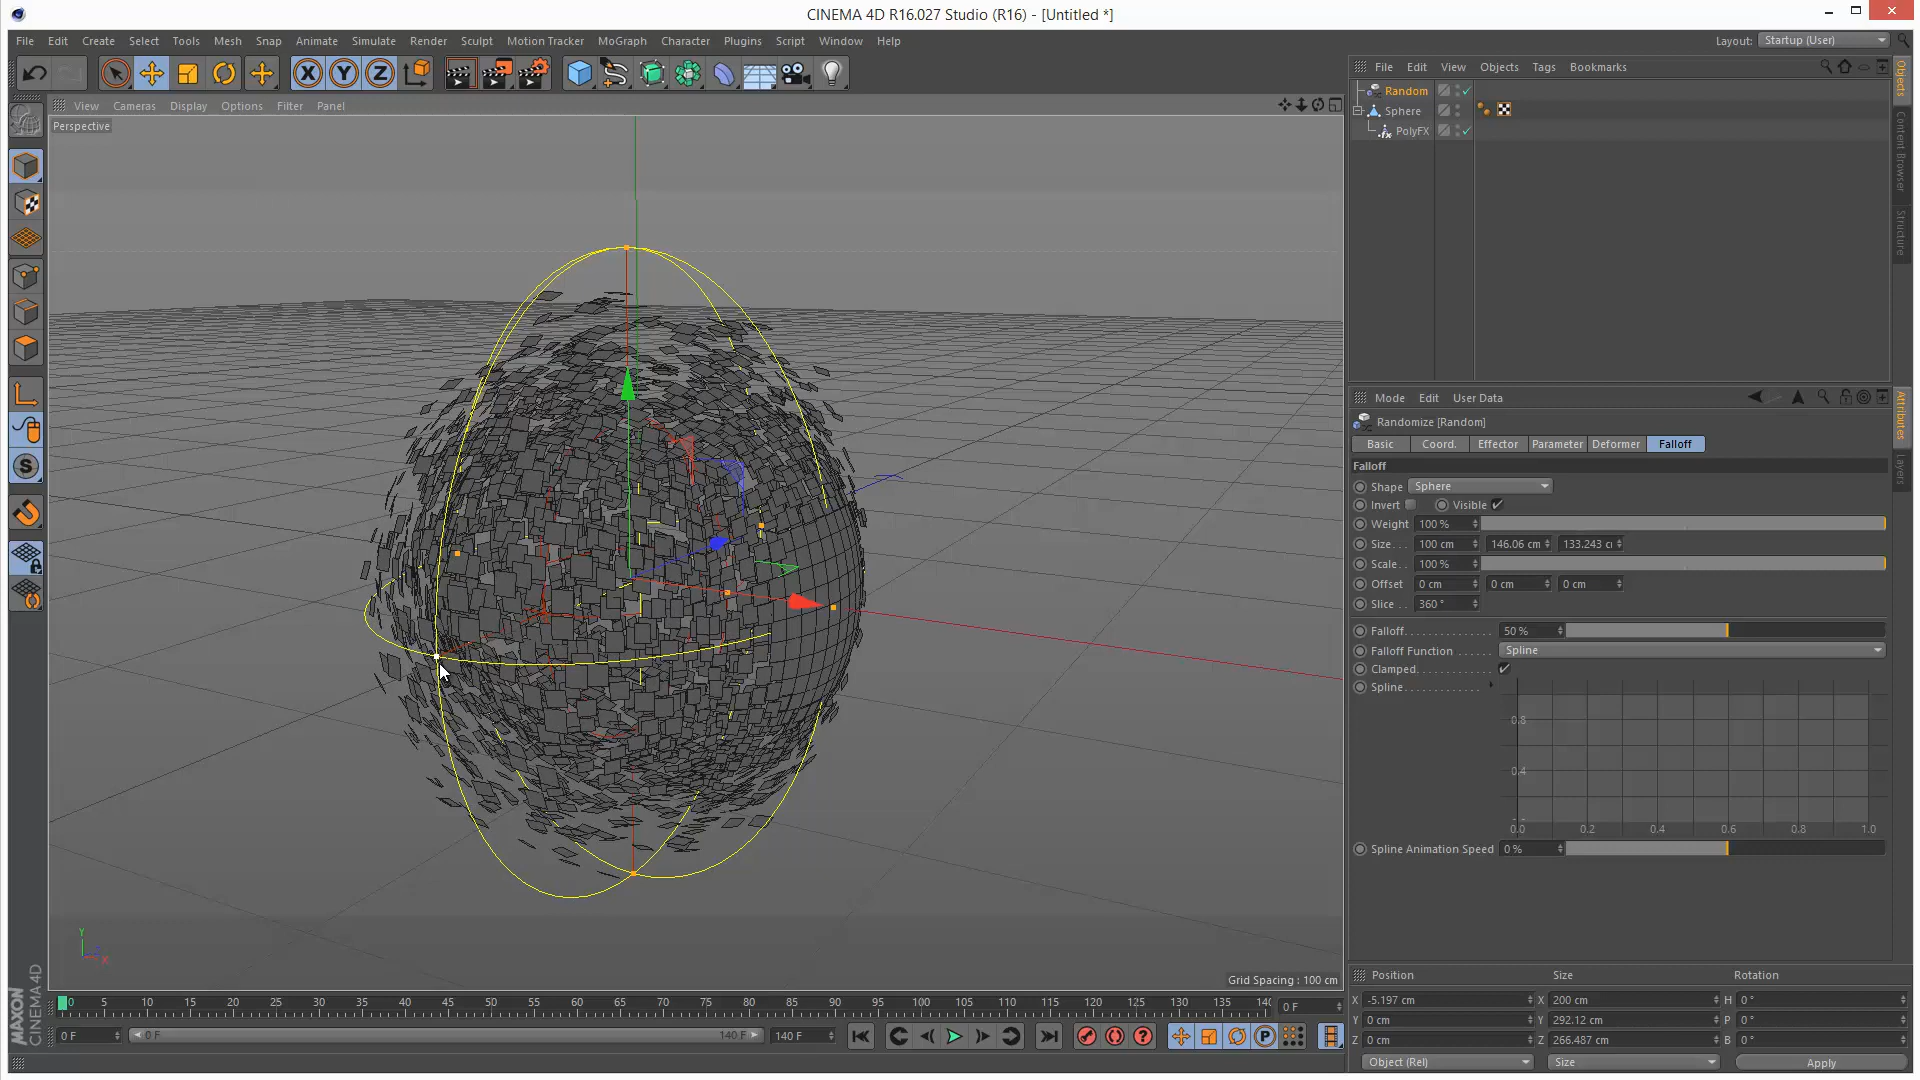 CINEMA 4D R16.027 Studio (R16) - [Untitled *]
File Edit Create Select Tools Mesh Snap Animate Simulate Render Sculpt Motion Tracker MoGraph Character Plugins Script Window Help
Layout: Startup (User)
File Edit View Objects Tags Bookmarks
View Cameras Display Options Filter Panel
Perspective
Random
Sphere
PolyFX
Objects
Content Browser
Structure
Mode Edit User Data
Randomize [Random]
Basic Coord. Effector Parameter Deformer Falloff
Falloff
Shape Sphere
Invert Visible
Weight 100 %
Size . . . 100 cm 146.06 cm 133.243 c
Scale . . 100 %
Offset 0 cm 0 cm 0 cm
Slice . . 360 °
Falloff. . . . . . . . . . . . . 50 %
Falloff Function . . . . . . Spline
Clamped. . . . . . . . . . . .
Spline. . . . . . . . . . . .
0.8
0.4
0.0 0.2 0.4 0.6 0.8 1.0
Spline Animation Speed 0 %
Attributes
Layers
Y
X
Grid Spacing : 100 cm
0 5 10 15 20 25 30 35 40 45 50 55 60 65 70 75 80 85 90 95 100 105 110 115 120 125 130 135 140
0 F
0 F 0 F 140 F 140 F
Position Size Rotation
X -5.197 cm X 200 cm H 0 °
Y 0 cm Y 292.12 cm P 0 °
Z 0 cm Z 266.487 cm B 0 °
Object (Rel) Size Apply
MAXON
CINEMA 4D